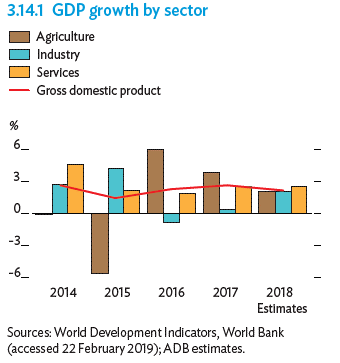 3.14.1 GDP growth by sector
Agriculture
Industry
Services
Gross domestic product
%
6
3
0
-3
-6
2014 2015 2016 2017 2018
Estimates
Sources: World Development Indicators, World Bank
(accessed 22 February 2019); ADB estimates.